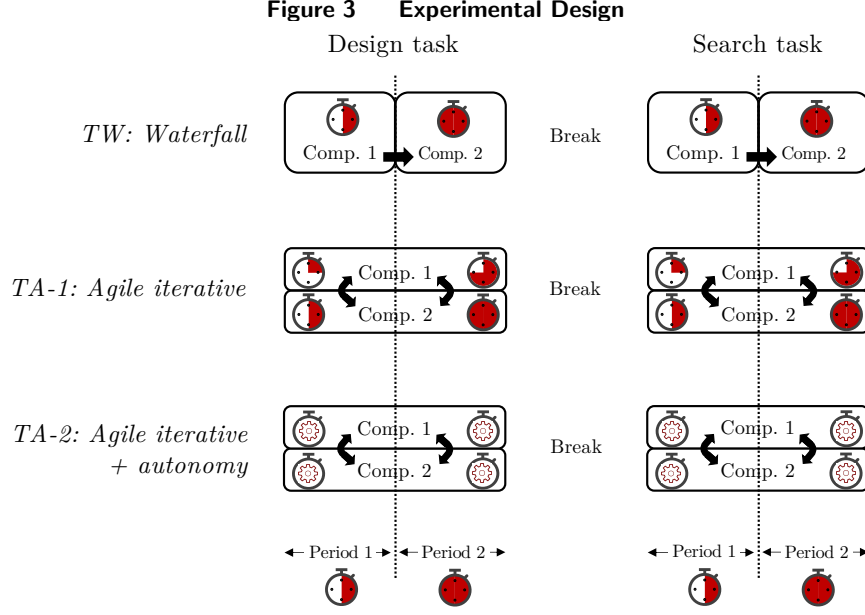 Figure 3 Experimental Design
Design task Search task
TW: Waterfall Comp. 1 Comp. 2 Break Comp. 1 Comp. 2
Comp. 1 Comp. 1
TA-1: Agile iterative Break
Comp. 2 Comp. 2
Comp. 1 Comp. 1
TA-2: Agile iterative Break
+ autonomy Comp. 2 Comp. 2
Period 1 Period 2 Period 1 Period 2